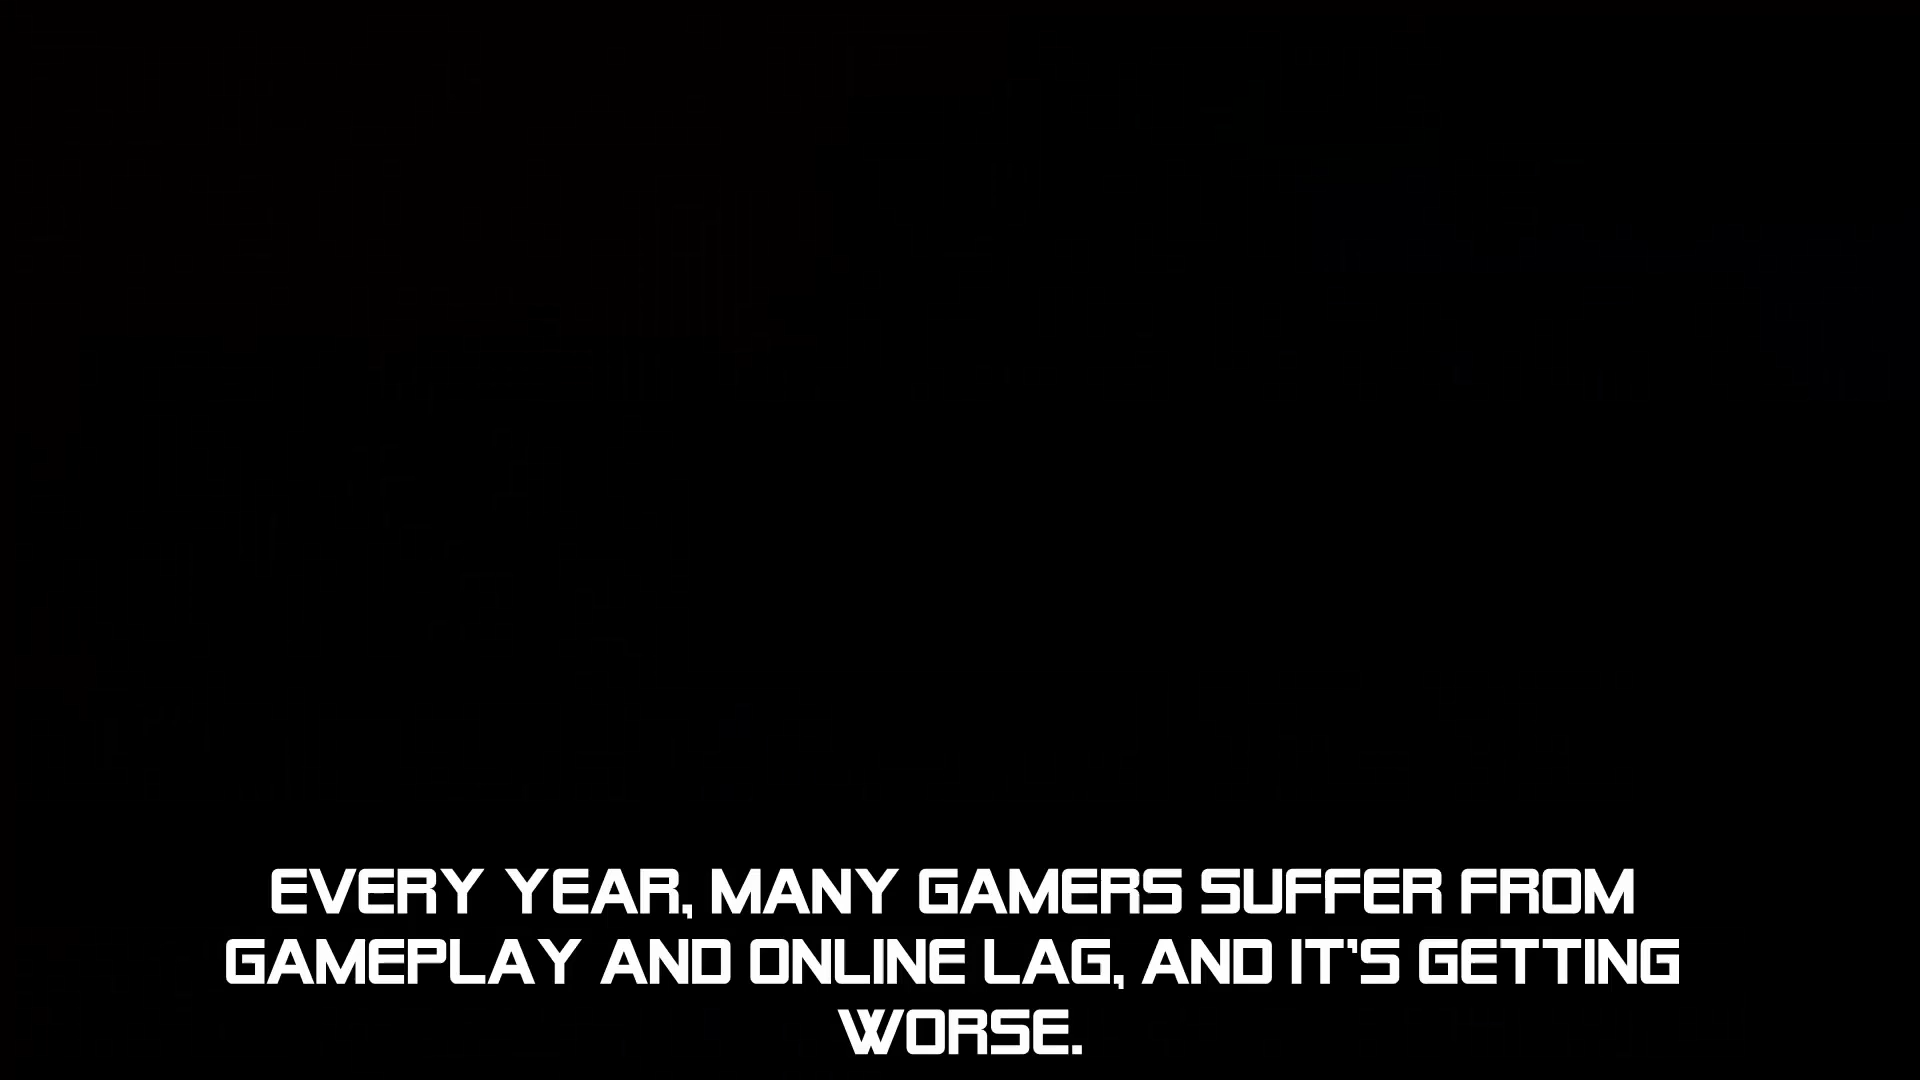 EVERY YEAR, MANY GAMERS SUFFER FROM
GAMEPLAY AND ONLINE LAG, AND IT'S GETTING
WORSE.